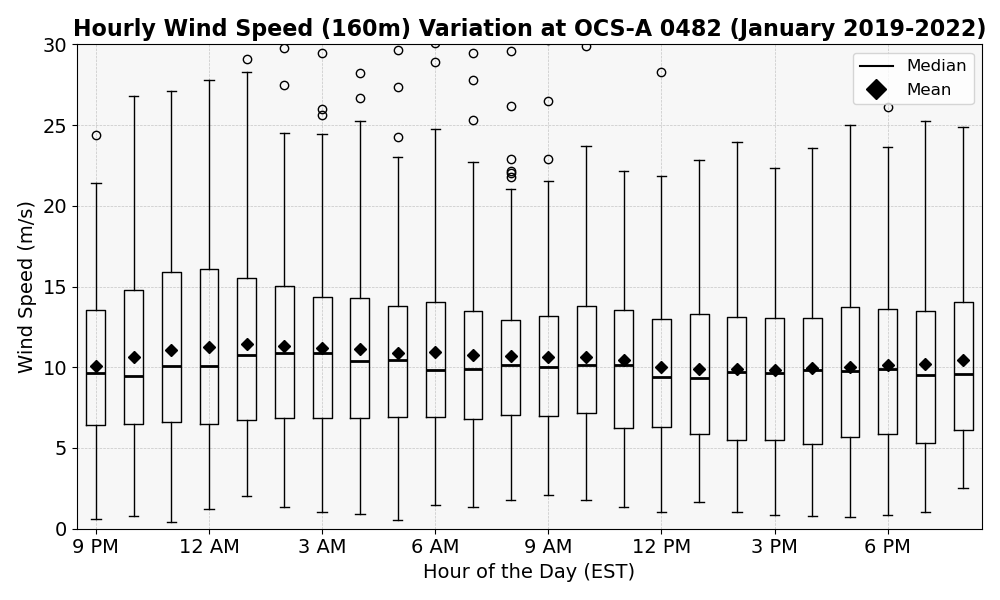 Hourly Wind Speed (160m) Variation at OCS-A 0482 (January 2019-2022)
Median
Mean
Wind Speed (m/s)
30
25
20
15
10
5
0
9 PM 12 AM 3 AM 6 AM 9 AM 12 PM 3 PM 6 PM
Hour of the Day (EST)